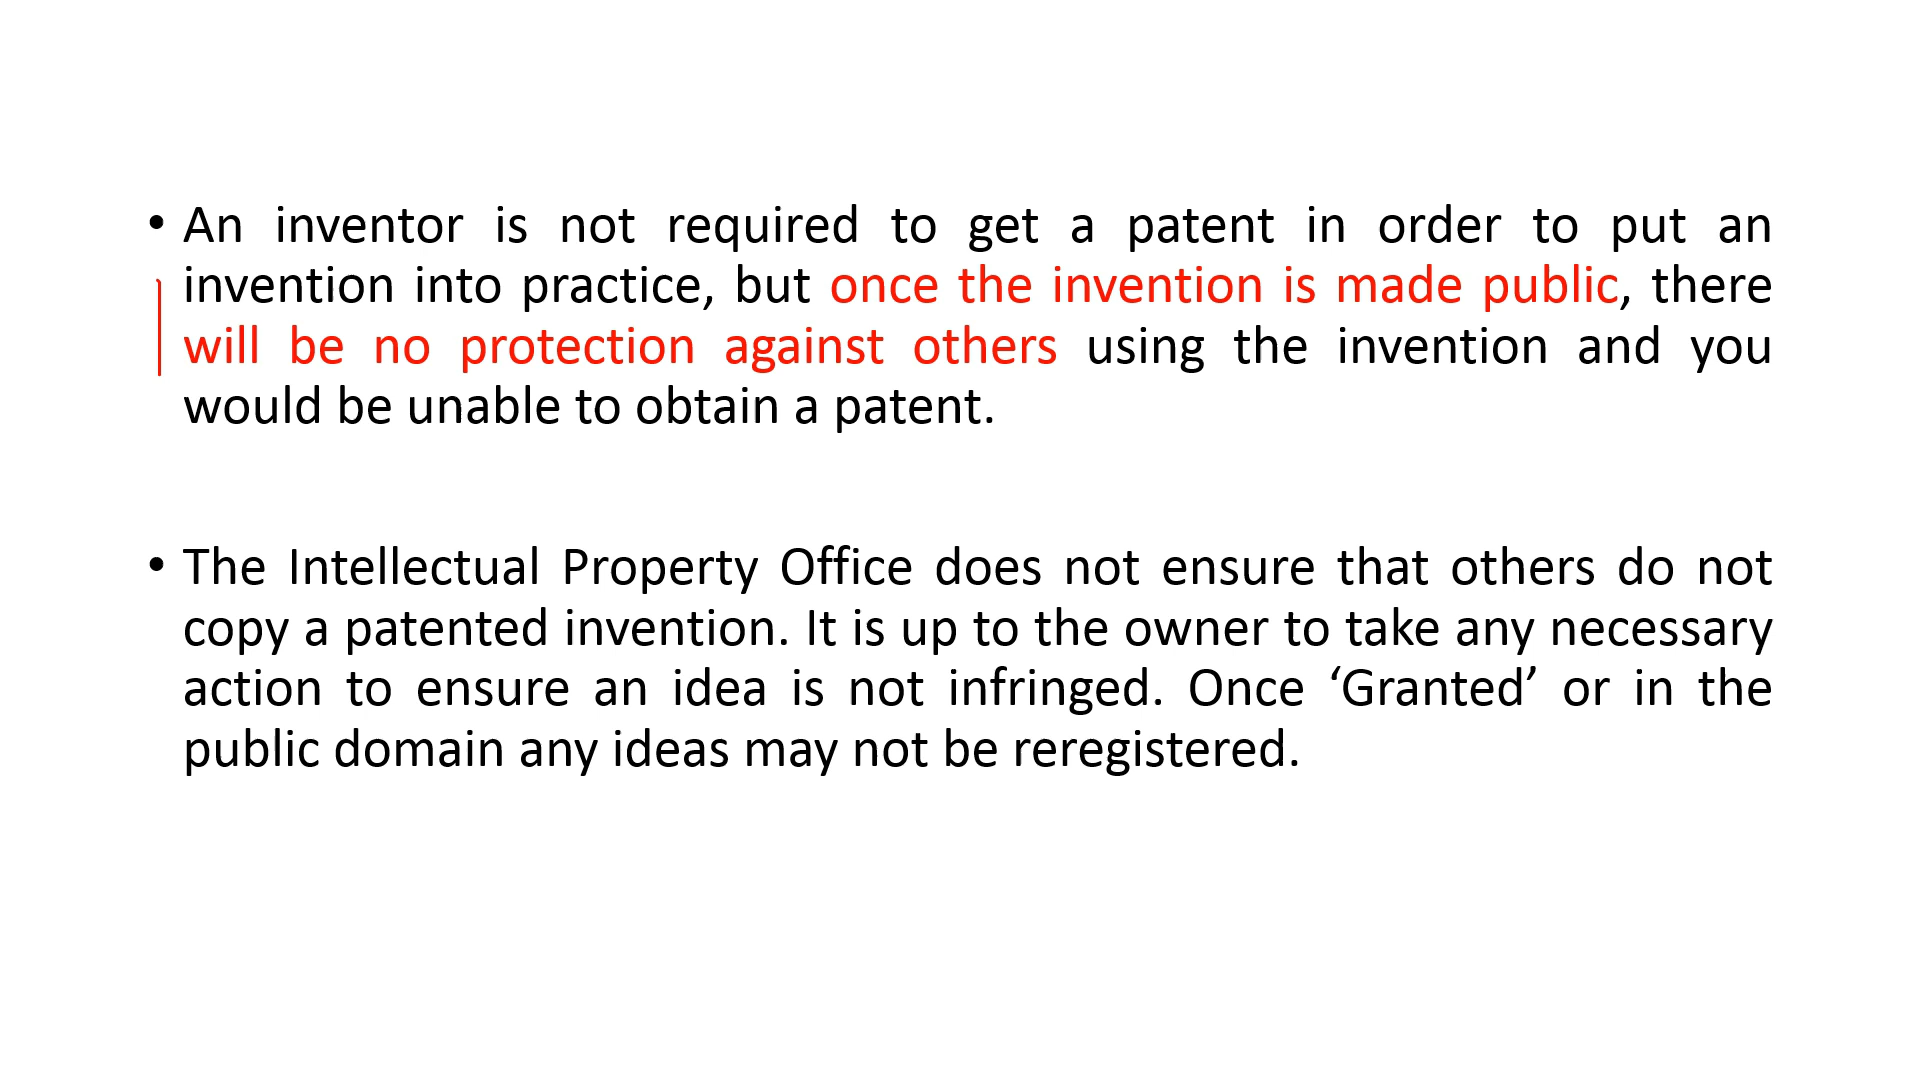 • An inventor is not required to get a patent in order to put an
invention into practice, but once the invention is made public, there
will be no protection against others using the invention and you
would be unable to obtain a patent.
• The Intellectual Property Office does not ensure that others do not
copy a patented invention. It is up to the owner to take any necessary
action to ensure an idea is not infringed. Once ‘Granted’ or in the
public domain any ideas may not be reregistered.